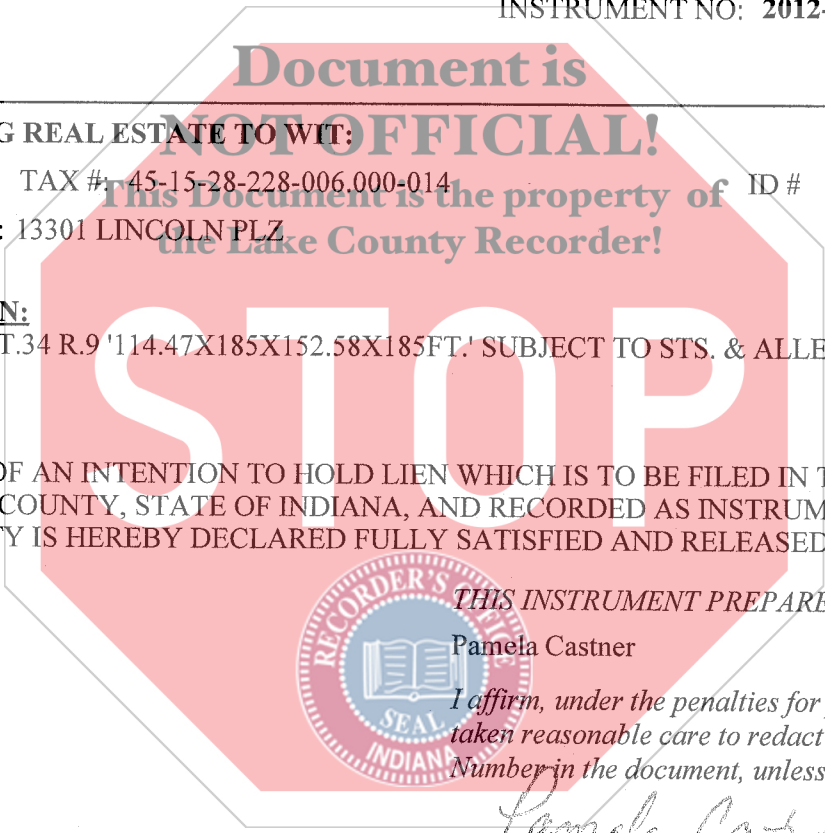 INSTRUMENT NO: 2012-
Document is
NOT OFFICIAL!
G REAL ESTATE TO WIT:
TAX #: 45-15-28-228-006.000-014 ID #
This Document is the property of
: 13301 LINCOLN PLZ
the Lake County Recorder!
N:
T.34 R.9 '114.47X185X152.58X185FT.' SUBJECT TO STS. & ALLE
STOP
OF AN INTENTION TO HOLD LIEN WHICH IS TO BE FILED IN T
COUNTY, STATE OF INDIANA, AND RECORDED AS INSTRUM
TY IS HEREBY DECLARED FULLY SATISFIED AND RELEASED
RECORDER'S OFFICE
SEAL
INDIANA
THIS INSTRUMENT PREPARE
Pamela Castner
I affirm, under the penalties for
taken reasonable care to redact
Number in the document, unless
Pamela